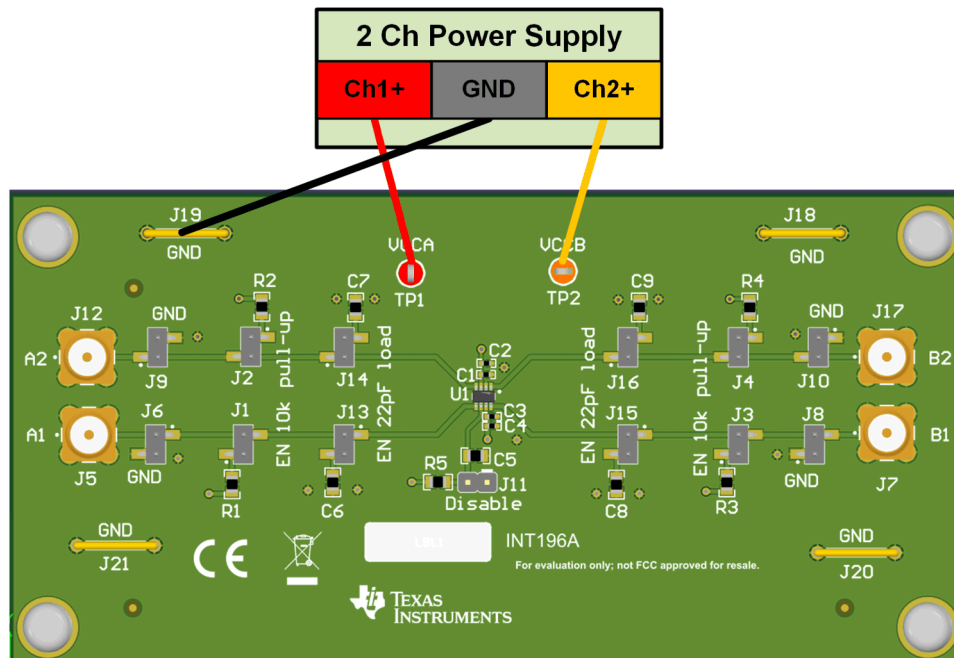 2 Ch Power Supply
Ch1+ GND Ch2+
J19
GND
VCCA
TP1
VCCB
TP2
J18
GND
J12
GND
R2
C7
C9
R4
GND
J17
A2
J9
J2
EN 10k pull-up
J14
EN 22pF load
C2
C1
U1
C3
C4
J16
EN 22pF load
J4
EN 10k pull-up
J10
B2
A1
J6
J1
J13
J15
J3
J8
B1
J5
GND
R1
C6
R5
C5
J11
Disable
C8
R3
GND
J7
GND
J21
CE
LBL1
INT196A
For evaluation only; not FCC approved for resale.
GND
J20
TEXAS
INSTRUMENTS